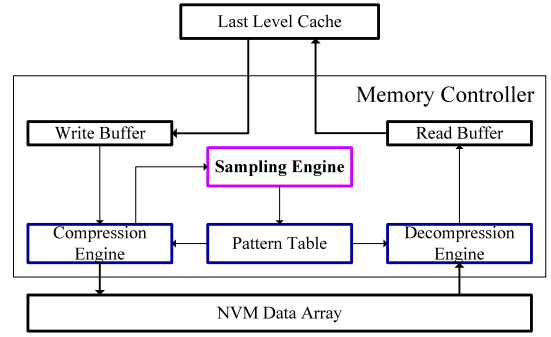 Last Level Cache
Memory Controller
Write Buffer
Read Buffer
Sampling Engine
Compression
Engine
Pattern Table
Decompression
Engine
NVM Data Array